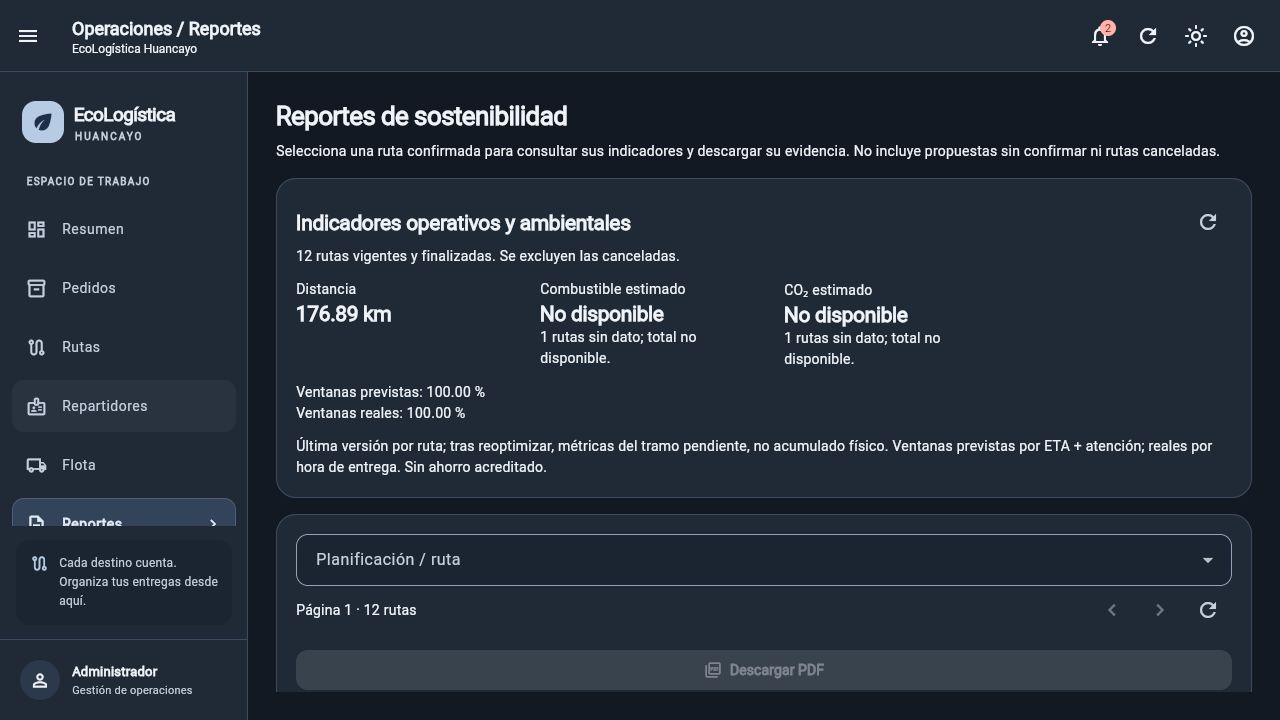 Operaciones / Reportes
EcoLogística Huancayo
2
EcoLogística
HUANCAYO
ESPACIO DE TRABAJO
Resumen
Pedidos
Rutas
Repartidores
Flota
Reportes
Cada destino cuenta.
Organiza tus entregas desde
aquí.
Administrador
Gestión de operaciones
Reportes de sostenibilidad
Selecciona una ruta confirmada para consultar sus indicadores y descargar su evidencia. No incluye propuestas sin confirmar ni rutas canceladas.
Indicadores operativos y ambientales
12 rutas vigentes y finalizadas. Se excluyen las canceladas.
Distancia
176.89 km
Combustible estimado
No disponible
1 rutas sin dato; total no
disponible.
CO₂ estimado
No disponible
1 rutas sin dato; total no
disponible.
Ventanas previstas: 100.00 %
Ventanas reales: 100.00 %
Última versión por ruta; tras reoptimizar, métricas del tramo pendiente, no acumulado físico. Ventanas previstas por ETA + atención; reales por
hora de entrega. Sin ahorro acreditado.
Planificación / ruta
Página 1 · 12 rutas
Descargar PDF